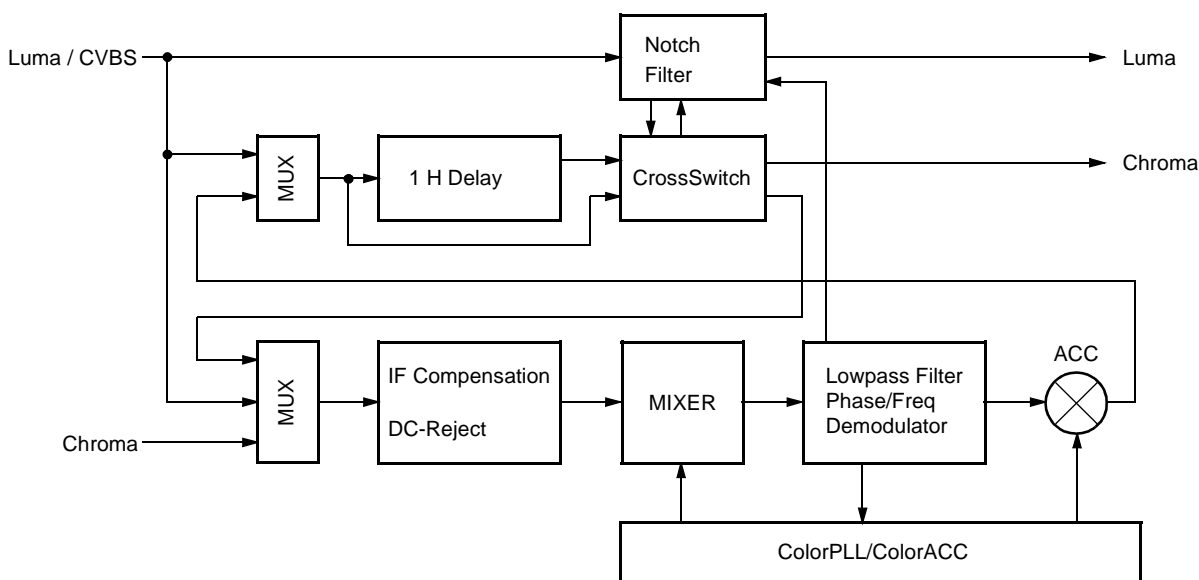 Luma / CVBS
Notch
Filter
Luma
MUX
1 H Delay
CrossSwitch
Chroma
MUX
IF Compensation
DC-Reject
MIXER
Lowpass Filter
Phase/Freq
Demodulator
ACC
Chroma
ColorPLL/ColorACC